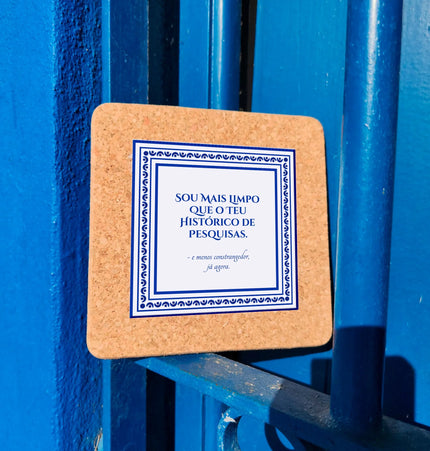 Sou Mais Limpo
que o Teu
Histórico de
pesquisas.
- e menos constrangedor,
já agora.